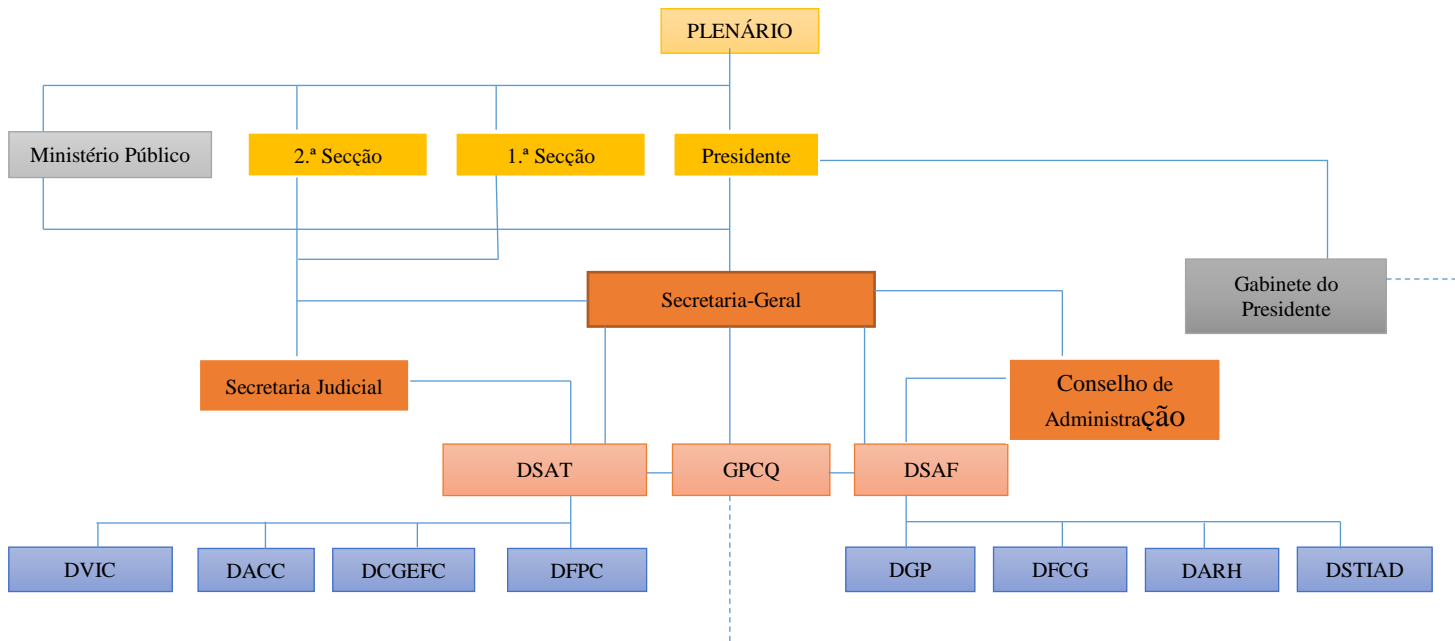 PLENÁRIO
Ministério Público
2.ª Secção
1.ª Secção
Presidente
Secretaria-Geral
Gabinete do
Presidente
Secretaria Judicial
Conselho de
Administração
DSAT
GPCQ
DSAF
DVIC
DACC
DCGEFC
DFPC
DGP
DFCG
DARH
DSTIAD